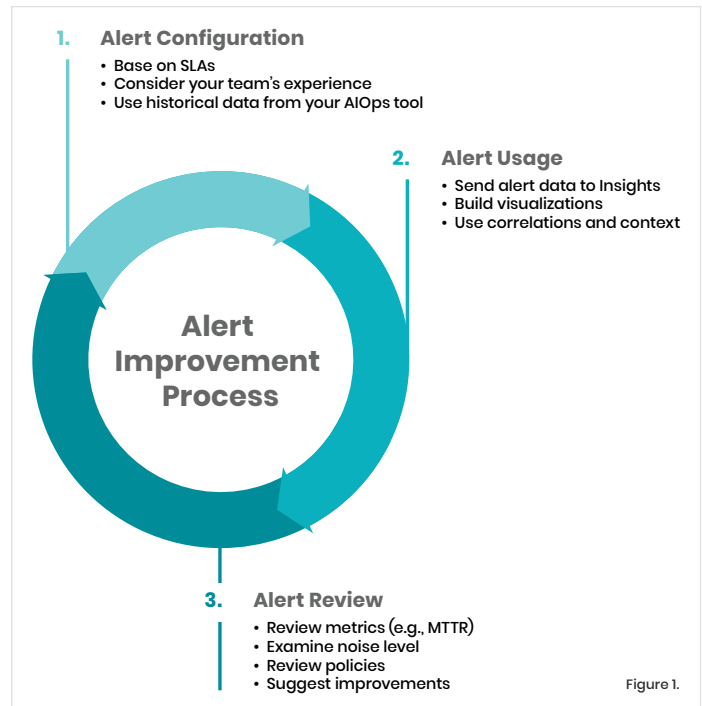 1. Alert Configuration
• Base on SLAs
• Consider your team's experience
• Use historical data from your AIOps tool
2. Alert Usage
• Send alert data to Insights
• Build visualizations
• Use correlations and context
Alert
Improvement
Process
3. Alert Review
• Review metrics (e.g., MTTR)
• Examine noise level
• Review policies
• Suggest improvements
Figure 1.